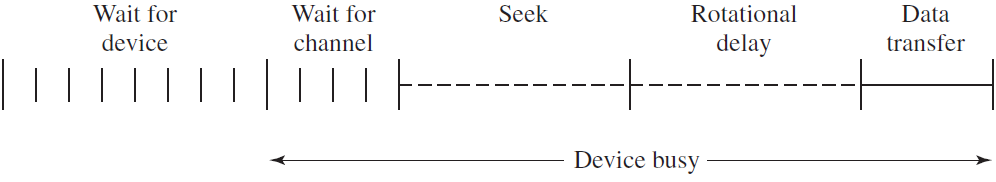 Wait for
device
Wait for
channel
Seek
Rotational
delay
Data
transfer
Device busy